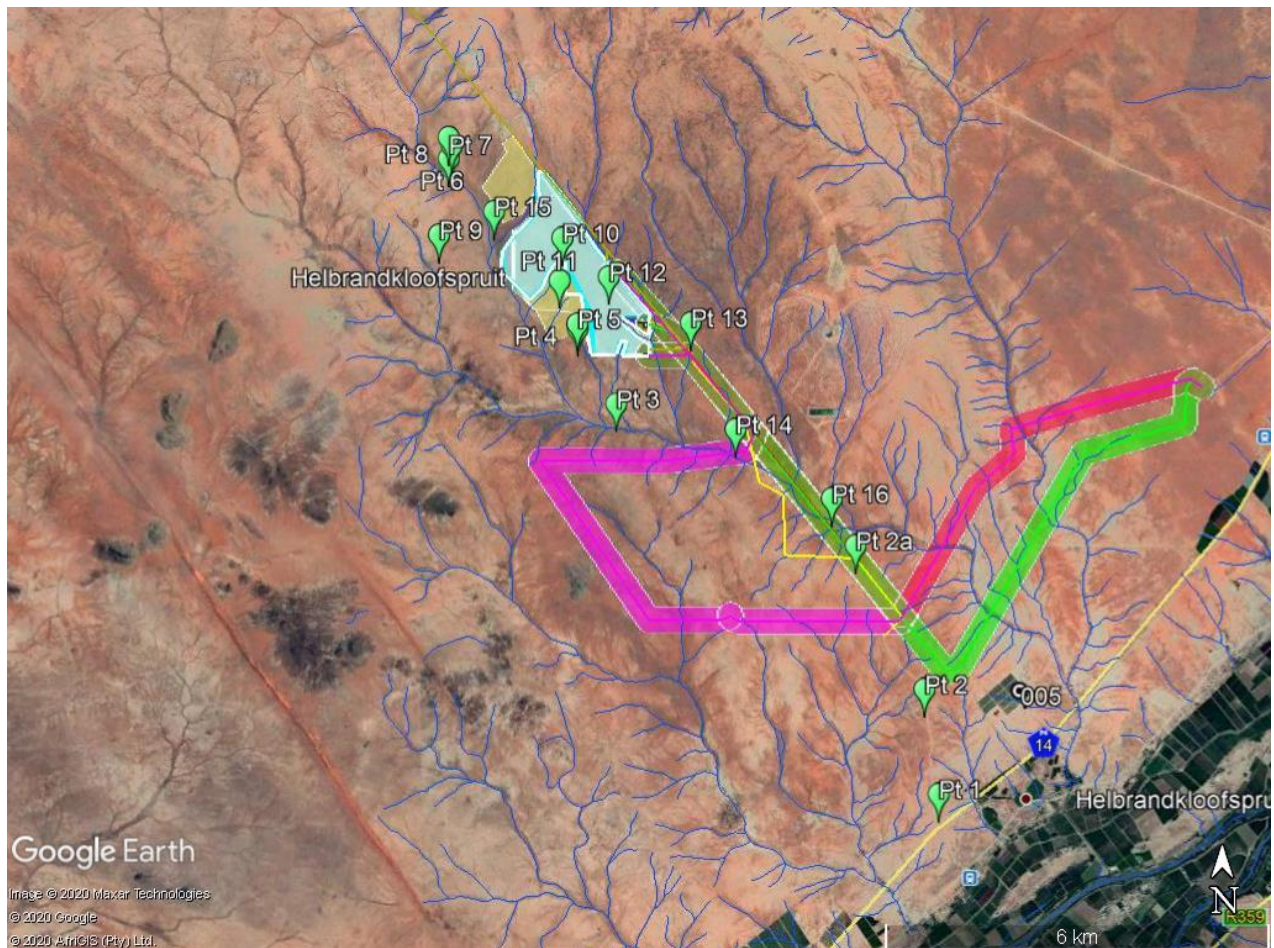 Pt 7
Pt 8
Pt 6
Pt 15
Pt 9
Pt 10
Pt 11
Pt 12
Helbrandkloofspruit
Pt 5
Pt 13
Pt 4
Pt 3
Pt 14
Pt 16
Pt 2a
Pt 2
005
14
Pt 1
Helbrandkloofspru
Google Earth
Image © 2020 Maxar Technologies
© 2020 Google
© 2020 AfriGIS (Pty) Ltd.
N
R359
6 km